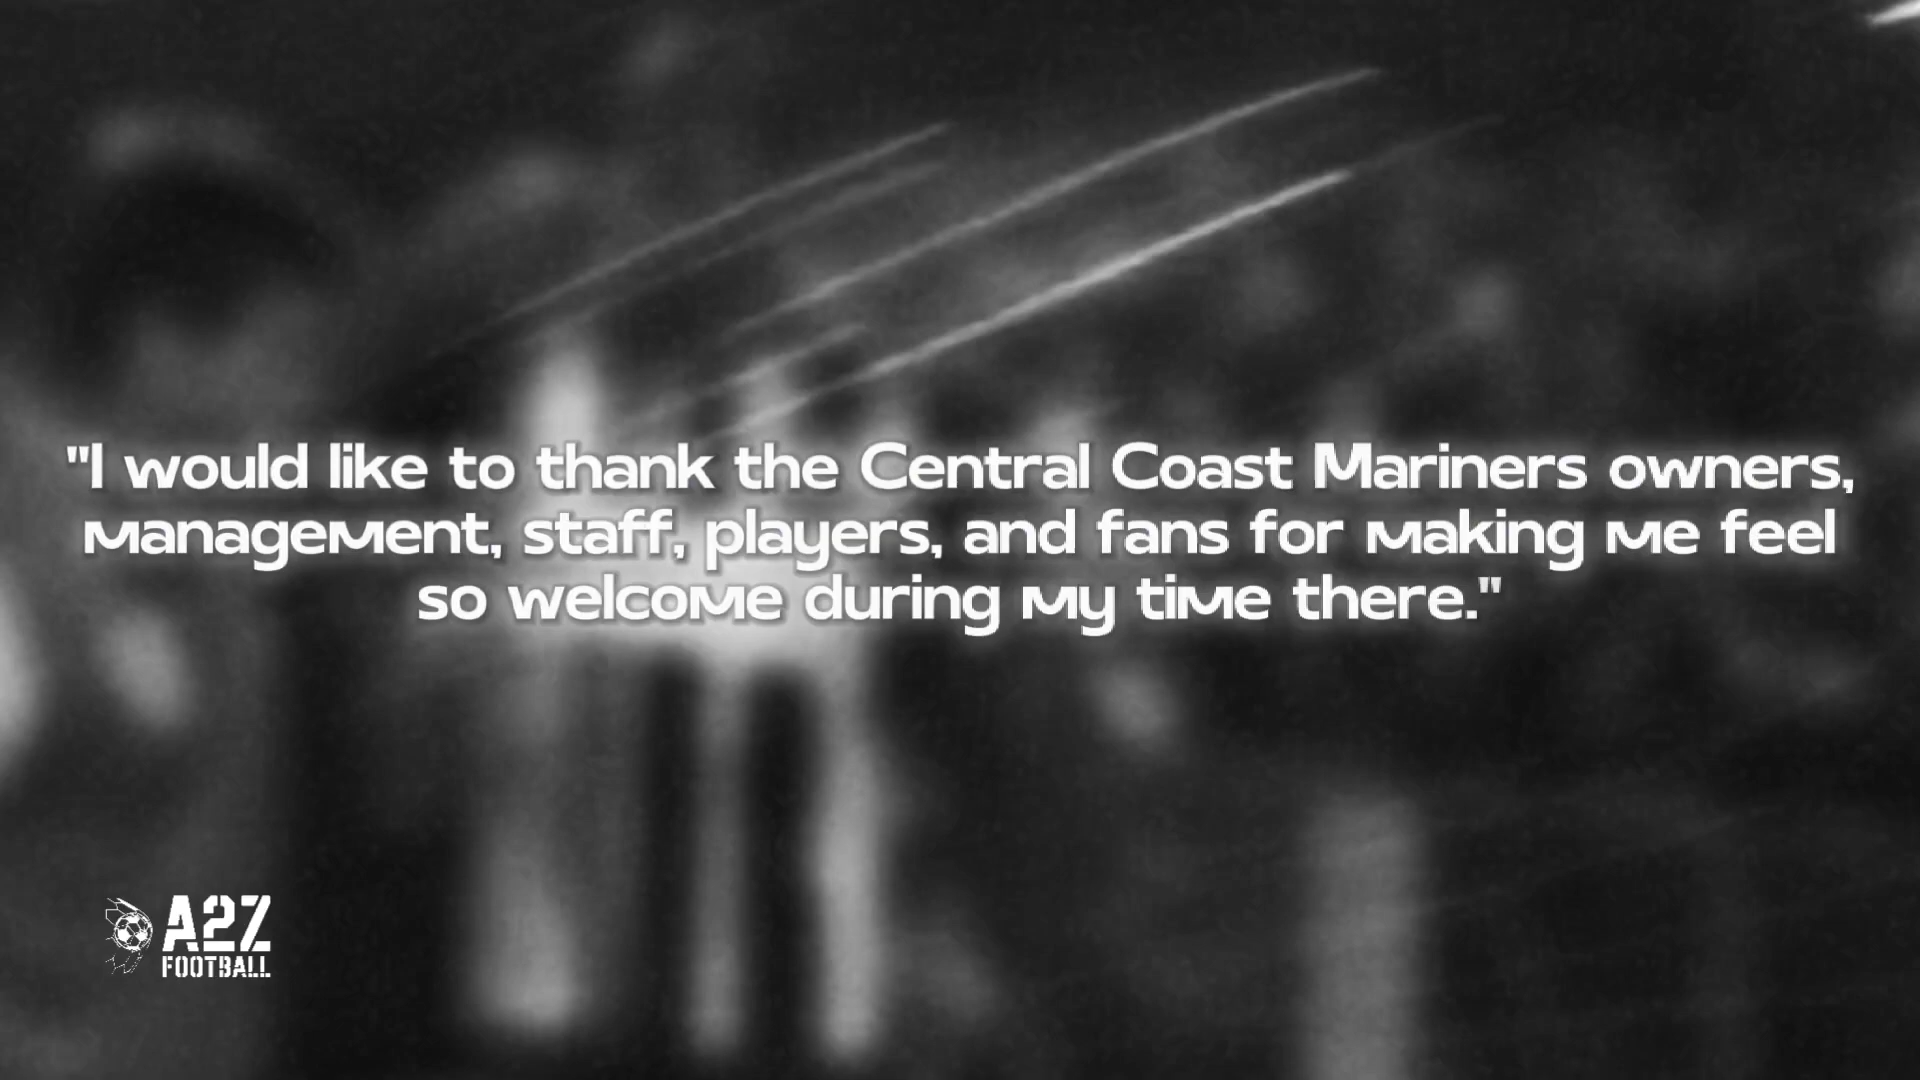 "I would like to thank the Central Coast Mariners owners,
management, staff, players, and fans for making me feel
so welcome during my time there."
A2Z
FOOTBALL